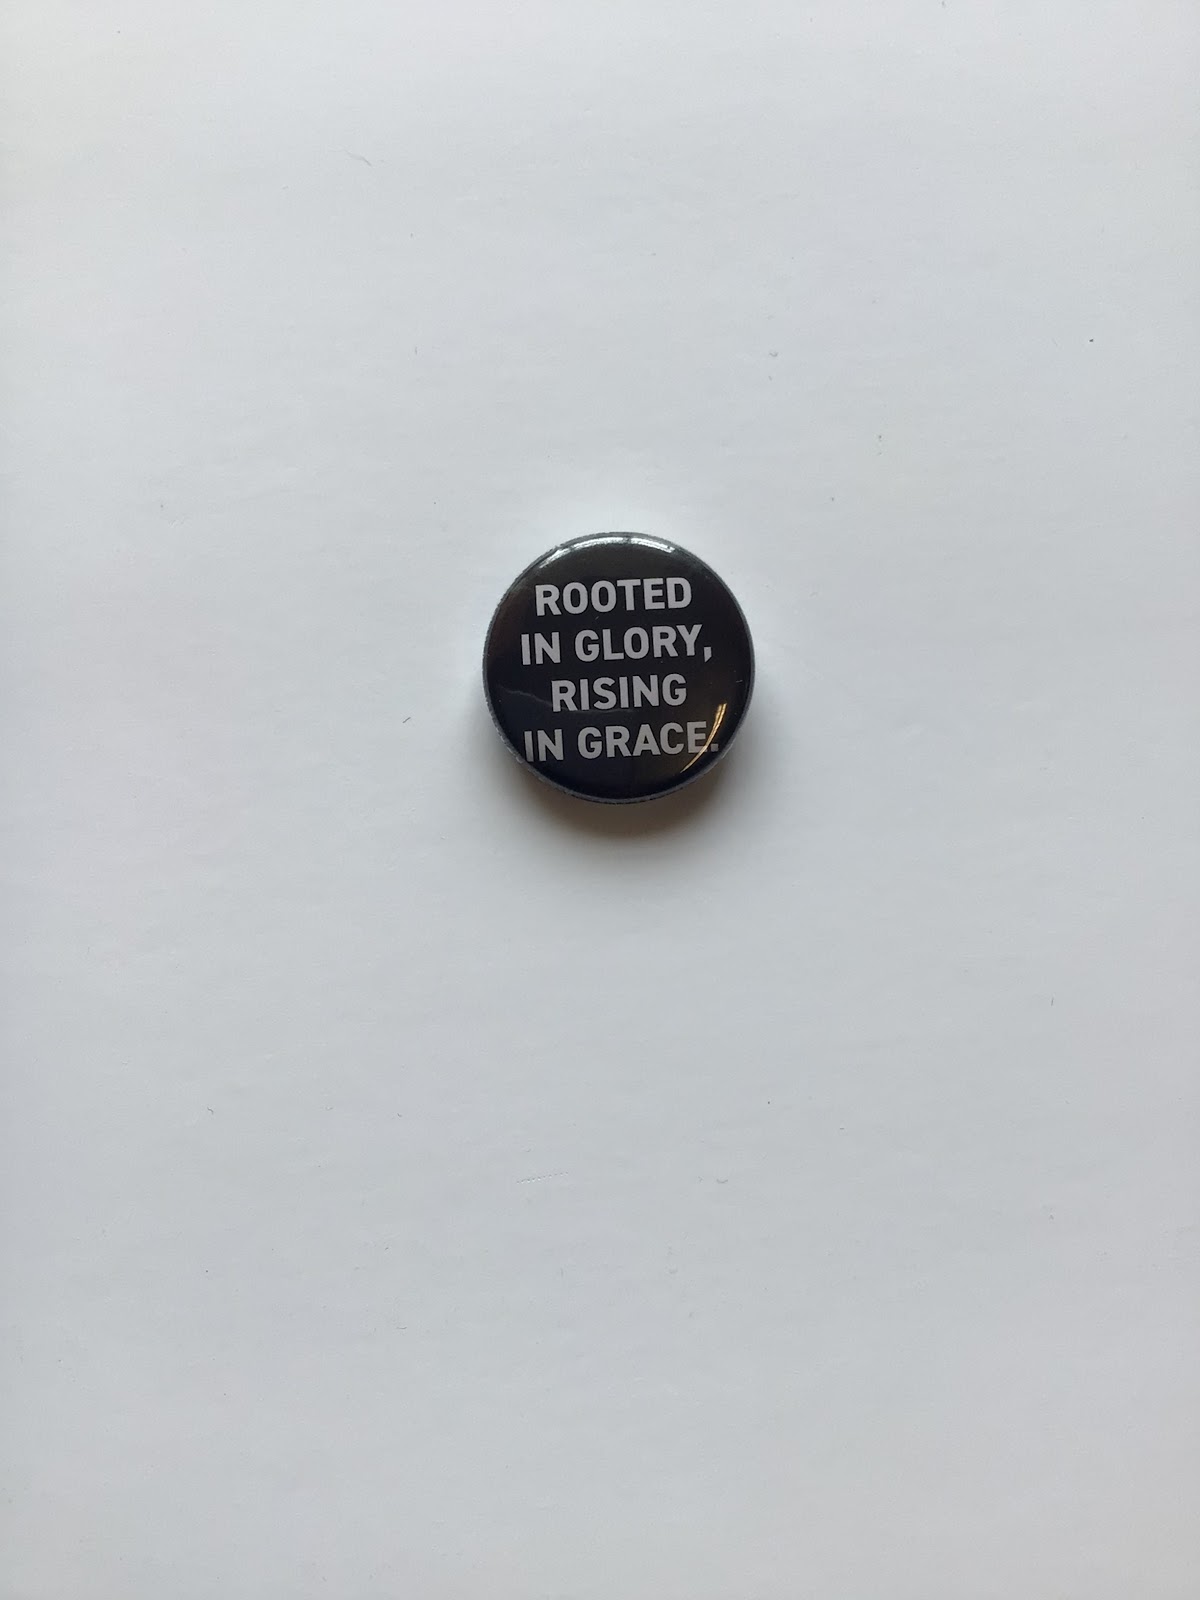 ROOTED
IN GLORY,
RISING
IN GRACE.